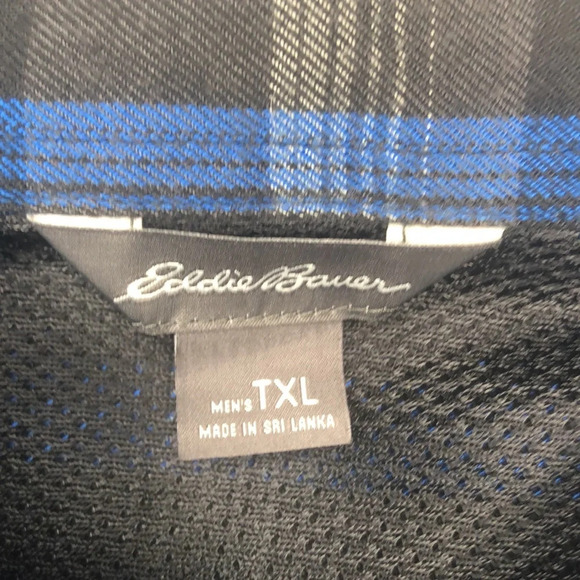 Eddie Bauer
MEN'S TXL
MADE IN SRI LANKA